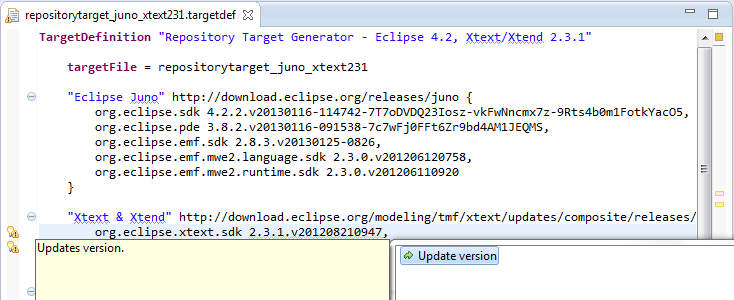 repositorytarget_juno_xtext231.targetdef
TargetDefinition "Repository Target Generator - Eclipse 4.2, Xtext/Xtend 2.3.1"
targetFile = repositorytarget_juno_xtext231
"Eclipse Juno" http://download.eclipse.org/releases/juno {
org.eclipse.sdk 4.2.2.v20130116-114742-7T7oDVDQ23Iosz-vkFwNncmx7z-9Rts4b0m1FotkYacO5,
org.eclipse.pde 3.8.2.v20130116-091538-7c7wFj0FFt6Zr9bd4AM1JEQMS,
org.eclipse.emf.sdk 2.8.3.v20130125-0826,
org.eclipse.emf.mwe2.language.sdk 2.3.0.v201206120758,
org.eclipse.emf.mwe2.runtime.sdk 2.3.0.v201206110920
}
"Xtext & Xtend" http://download.eclipse.org/modeling/tmf/xtext/updates/composite/releases/
org.eclipse.xtext.sdk 2.3.1.v201208210947,
Updates version.
Update version